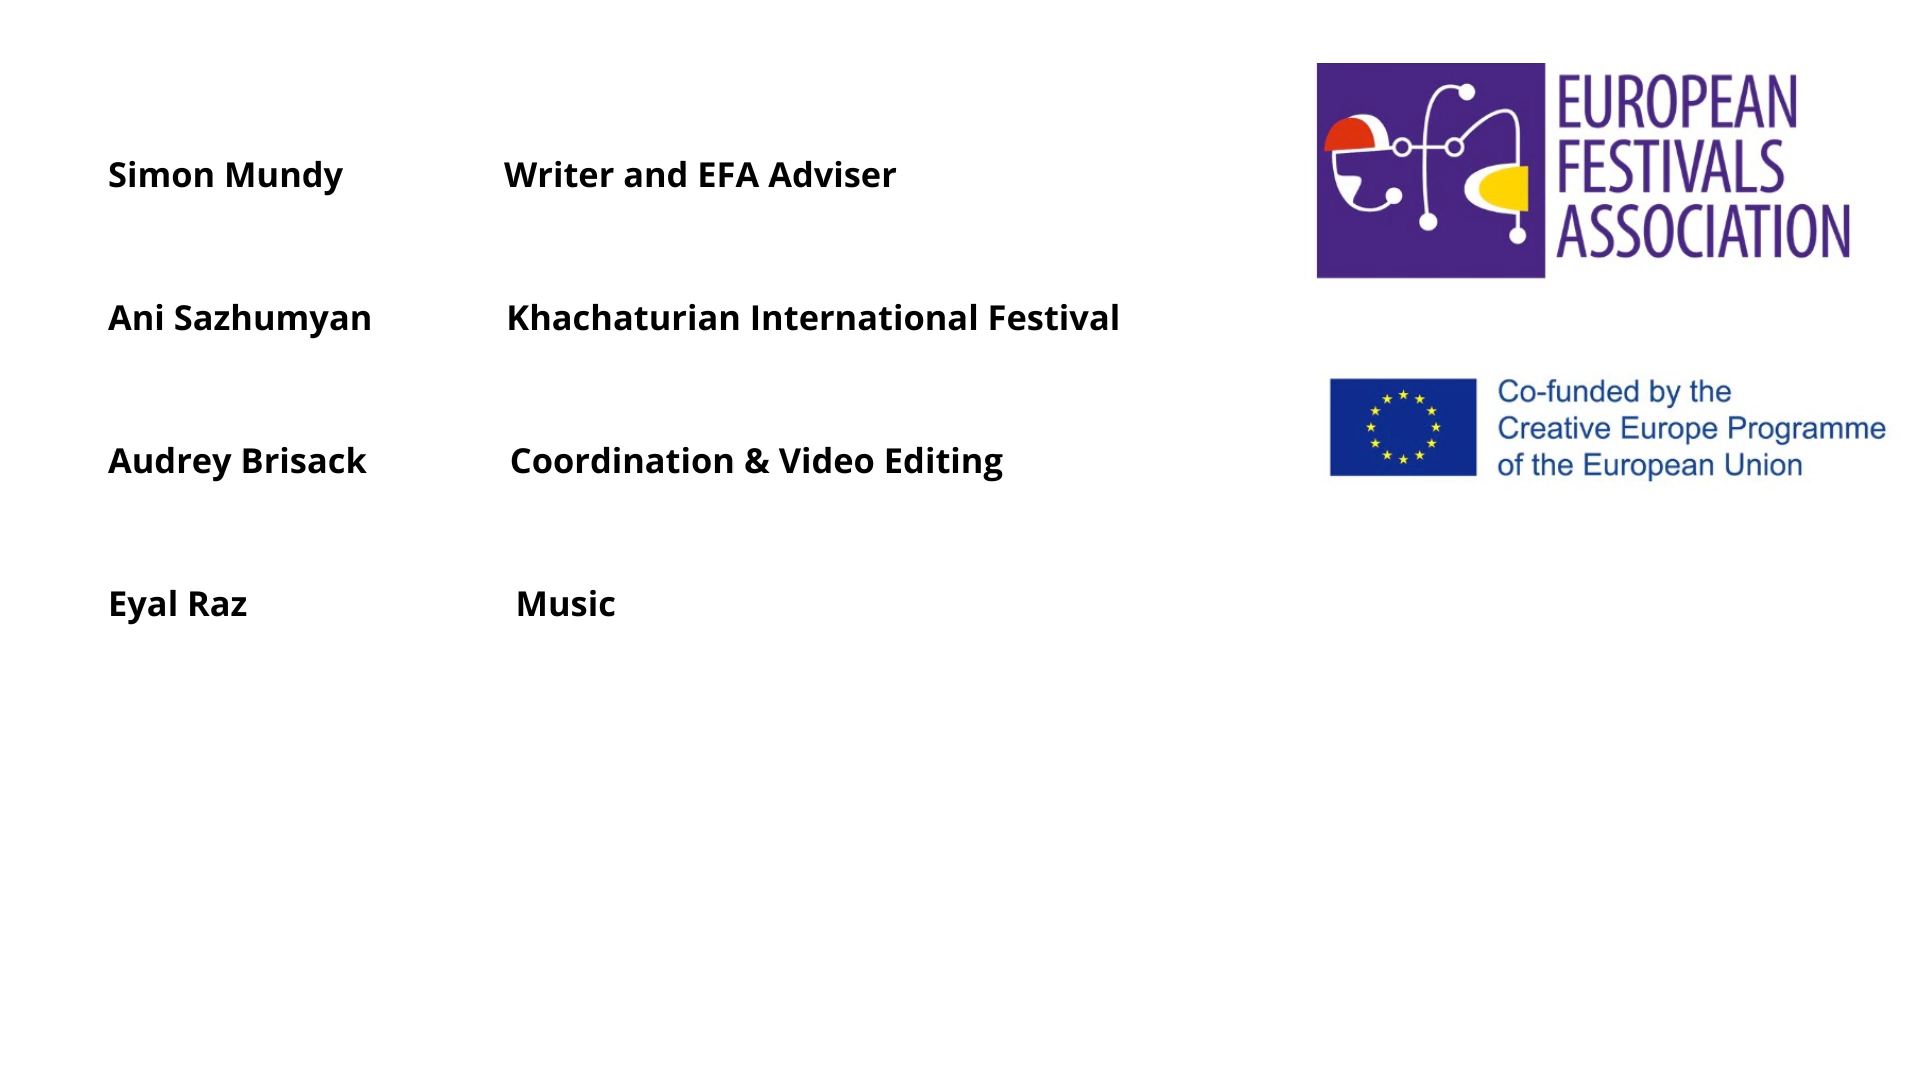 Simon Mundy Writer and EFA Adviser
Ani Sazhumyan Khachaturian International Festival
Audrey Brisack Coordination & Video Editing
Eyal Raz Music
EUROPEAN
FESTIVALS
ASSOCIATION
Co-funded by the
Creative Europe Programme
of the European Union